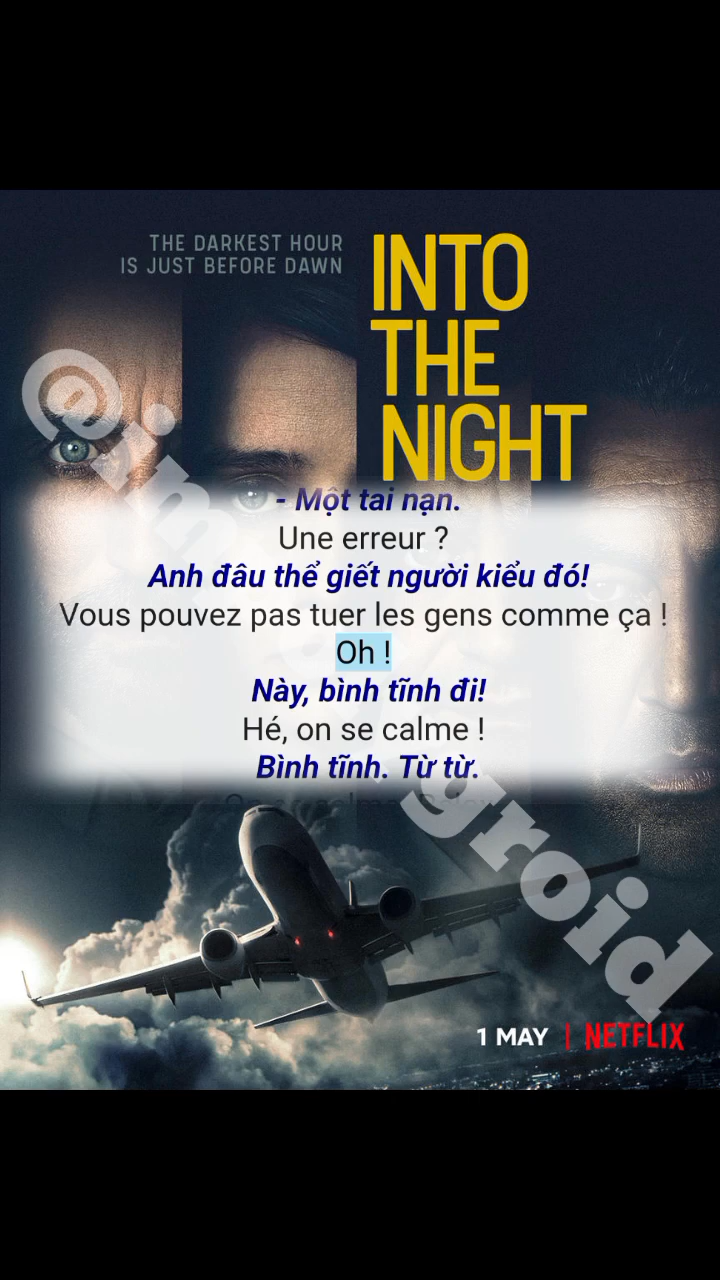 THE DARKEST HOUR
IS JUST BEFORE DAWN
INTO
THE
NIGHT
- Một tai nạn.
Une erreur ?
Anh đâu thể giết người kiểu đó!
Vous pouvez pas tuer les gens comme ça !
Oh !
Này, bình tĩnh đi!
Hé, on se calme !
Bình tĩnh. Từ từ.
groid
1 MAY | NETFLIX